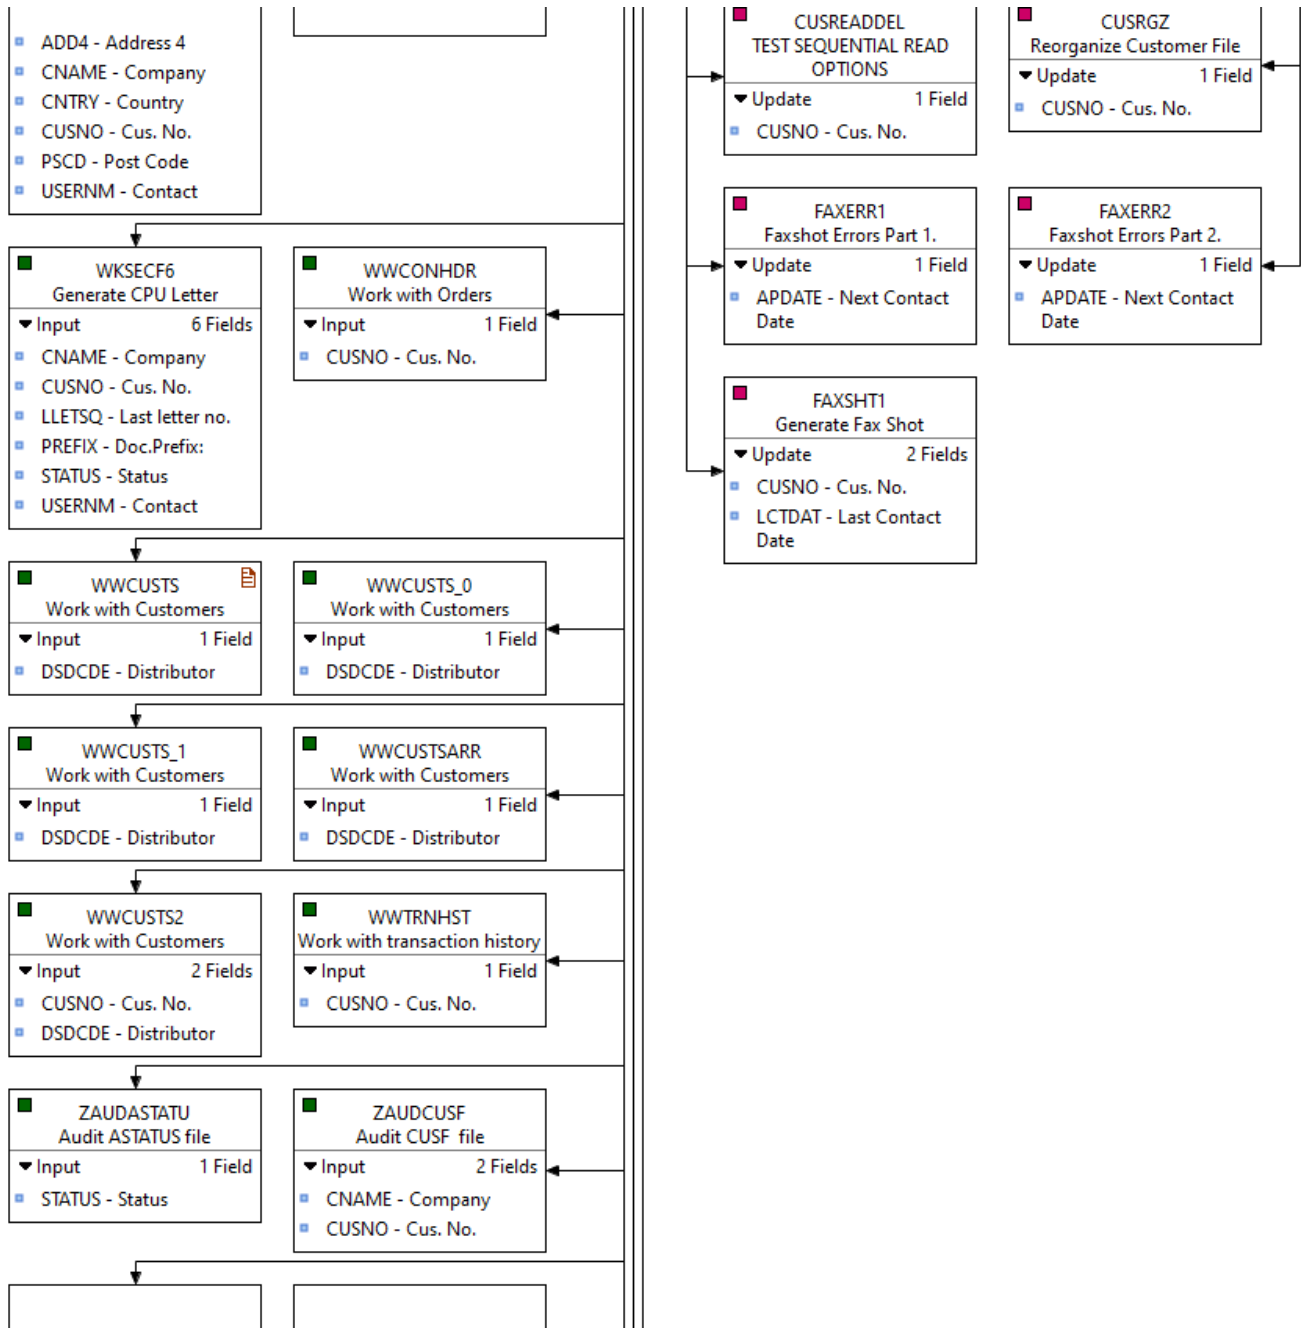 ADD4 - Address 4
CNAME - Company
CNTRY - Country
CUSNO - Cus. No.
PSCD - Post Code
USERNM - Contact
WKSECF6
Generate CPU Letter
Input 6 Fields
CNAME - Company
CUSNO - Cus. No.
LLETSQ - Last letter no.
PREFIX - Doc.Prefix:
STATUS - Status
USERNM - Contact
WWCONHDR
Work with Orders
Input 1 Field
CUSNO - Cus. No.
WWCUSTS
Work with Customers
Input 1 Field
DSDCDE - Distributor
WWCUSTS_0
Work with Customers
Input 1 Field
DSDCDE - Distributor
WWCUSTS_1
Work with Customers
Input 1 Field
DSDCDE - Distributor
WWCUSTSARR
Work with Customers
Input 1 Field
DSDCDE - Distributor
WWCUSTS2
Work with Customers
Input 2 Fields
CUSNO - Cus. No.
DSDCDE - Distributor
WWTRNHST
Work with transaction history
Input 1 Field
CUSNO - Cus. No.
ZAUDASTATU
Audit ASTATUS file
Input 1 Field
STATUS - Status
ZAUDCUSF
Audit CUSF file
Input 2 Fields
CNAME - Company
CUSNO - Cus. No.
CUSREADDEL
TEST SEQUENTIAL READ
OPTIONS
Update 1 Field
CUSNO - Cus. No.
CUSRGZ
Reorganize Customer File
Update 1 Field
CUSNO - Cus. No.
FAXERR1
Faxshot Errors Part 1.
Update 1 Field
APDATE - Next Contact
Date
FAXERR2
Faxshot Errors Part 2.
Update 1 Field
APDATE - Next Contact
Date
FAXSHT1
Generate Fax Shot
Update 2 Fields
CUSNO - Cus. No.
LCTDAT - Last Contact
Date